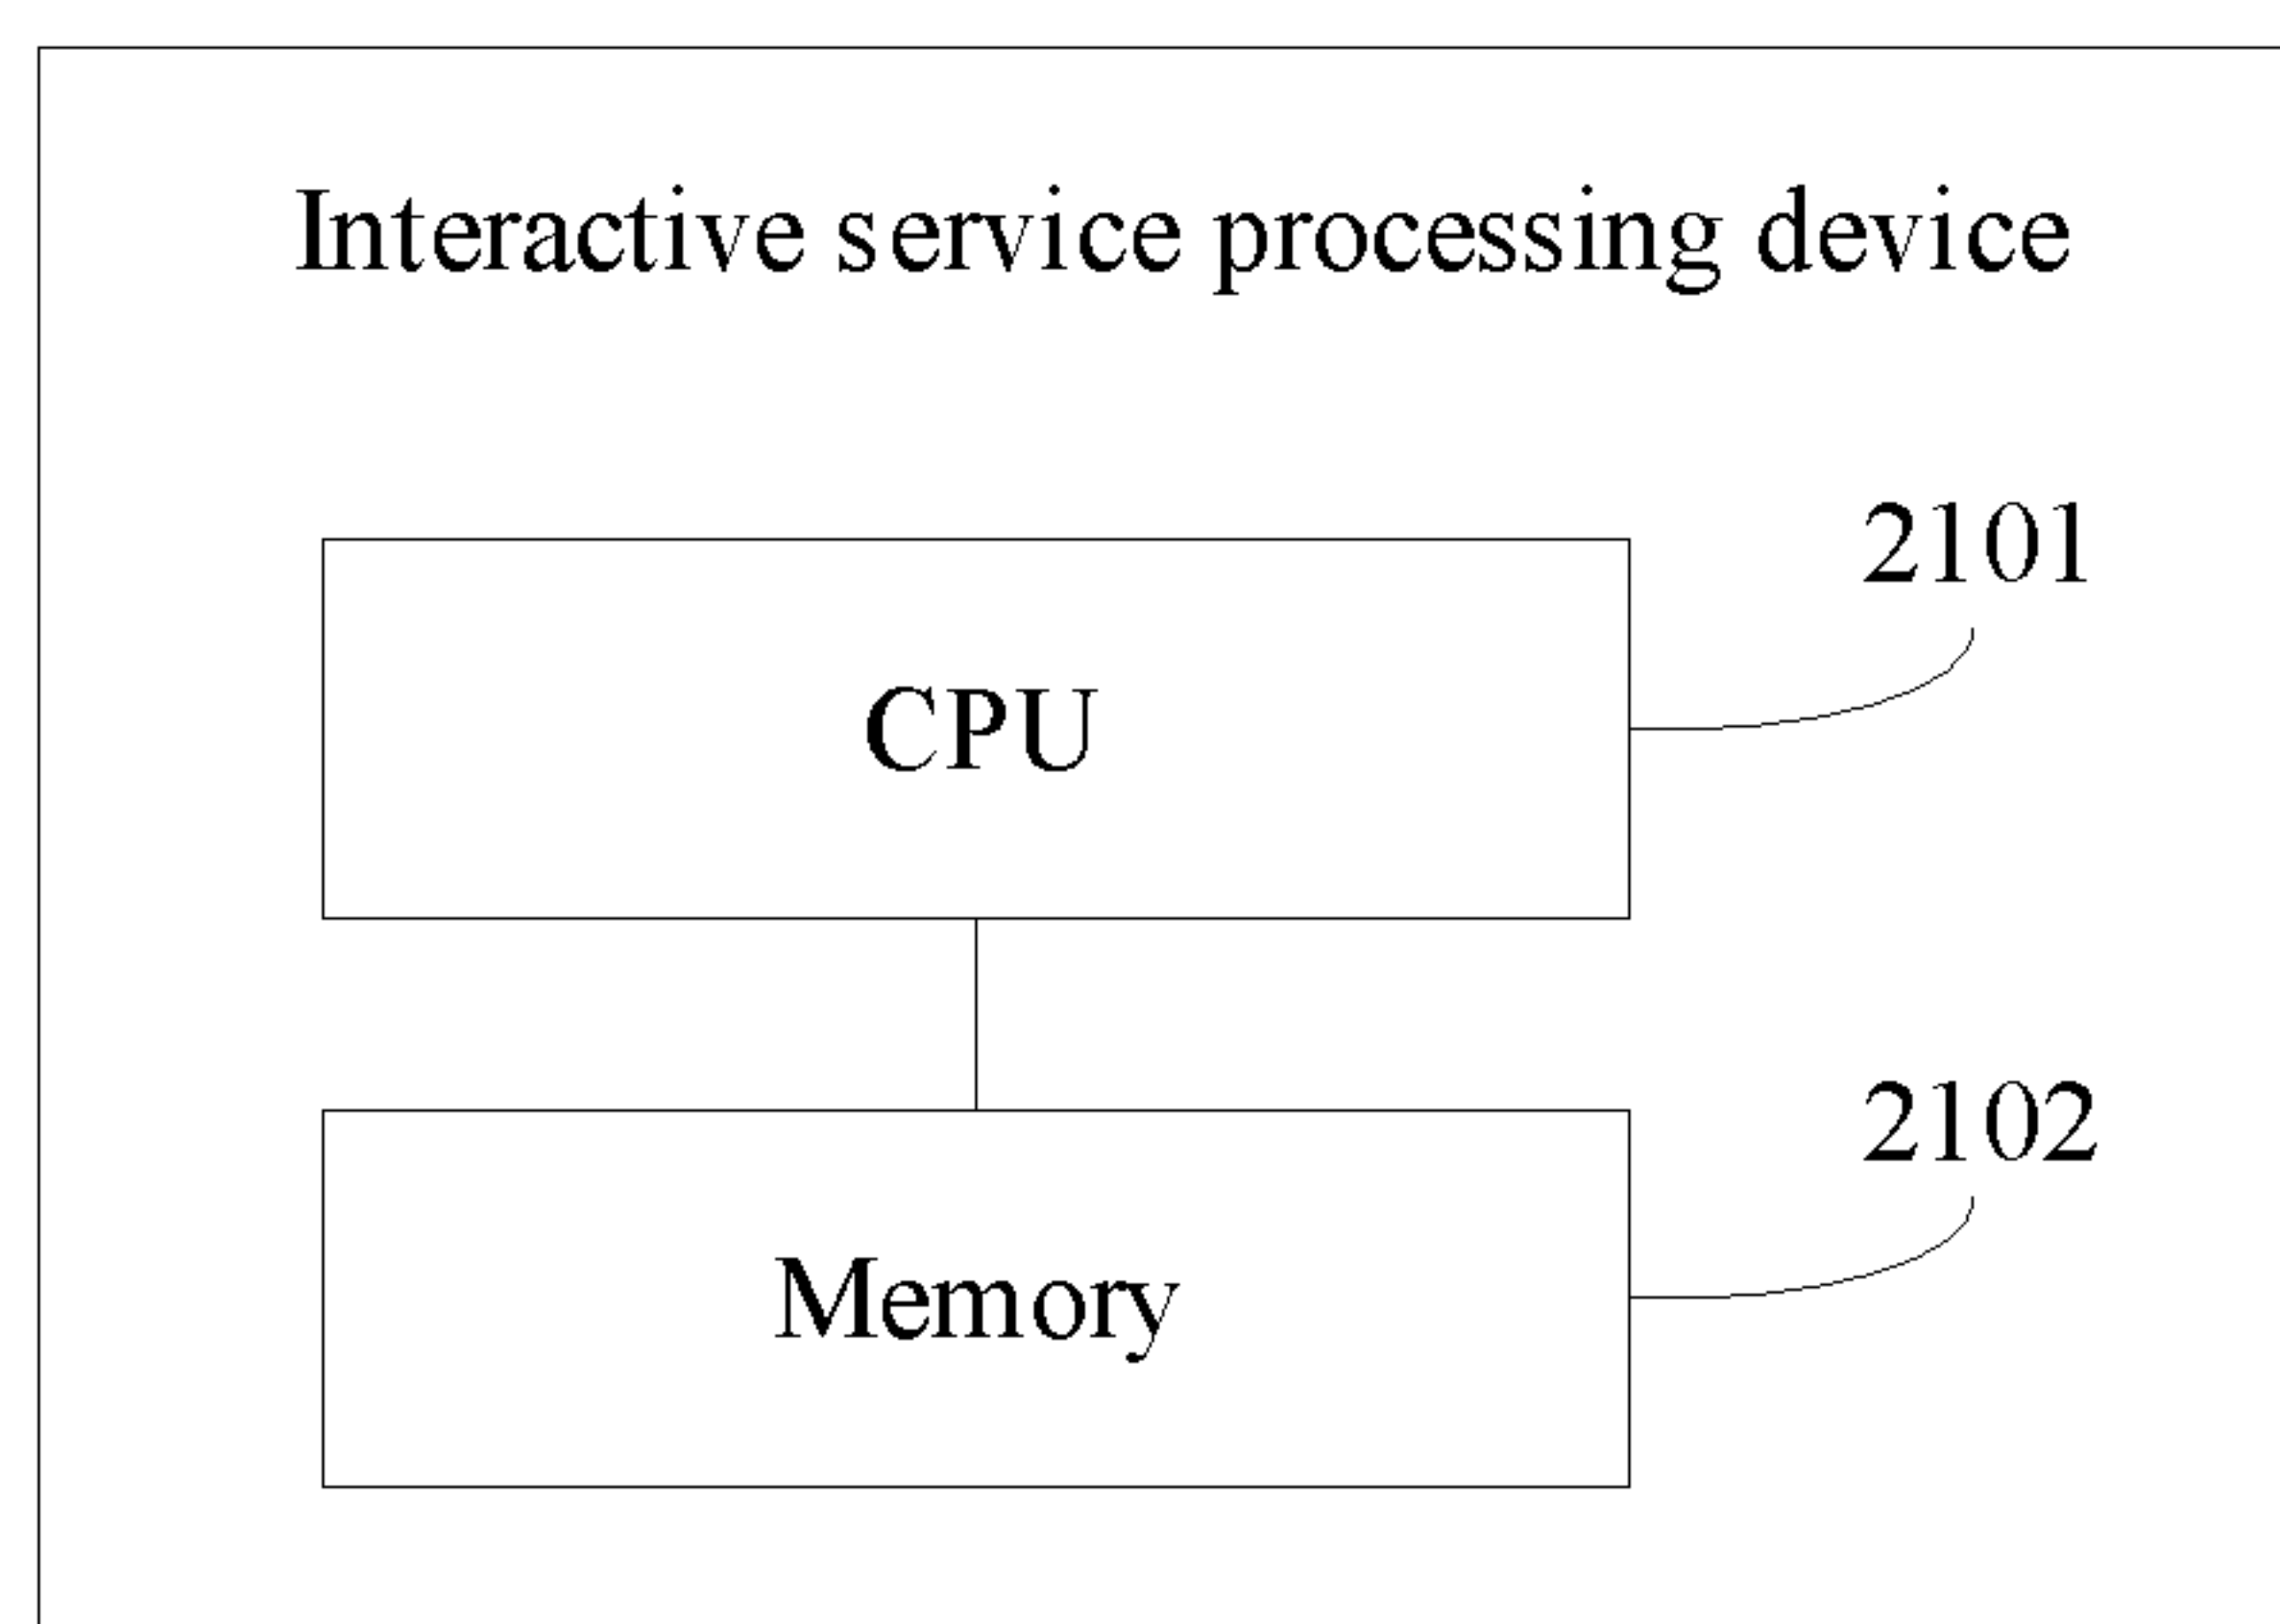 Interactive service processing device
2101
CPU
2102
Memory